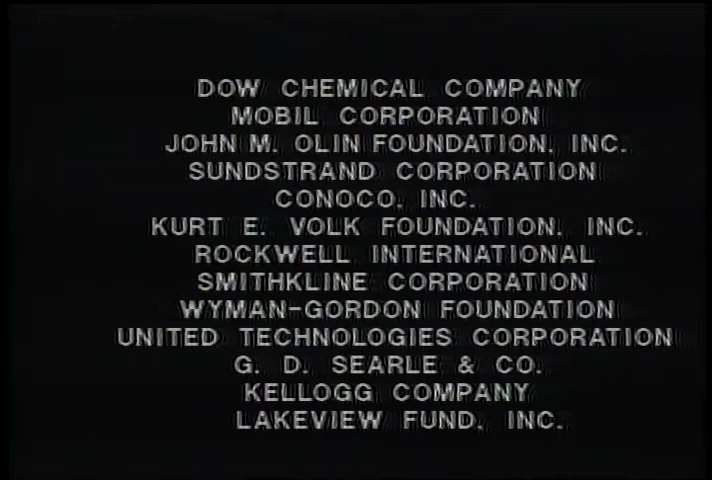 DOW CHEMICAL COMPANY
MOBIL CORPORATION
JOHN M. OLIN FOUNDATION, INC.
SUNDSTRAND CORPORATION
CONOCO, INC.
KURT E. VOLK FOUNDATION, INC.
ROCKWELL INTERNATIONAL
SMITHKLINE CORPORATION
WYMAN-GORDON FOUNDATION
UNITED TECHNOLOGIES CORPORATION
G. D. SEARLE & CO.
KELLOGG COMPANY
LAKEVIEW FUND, INC.